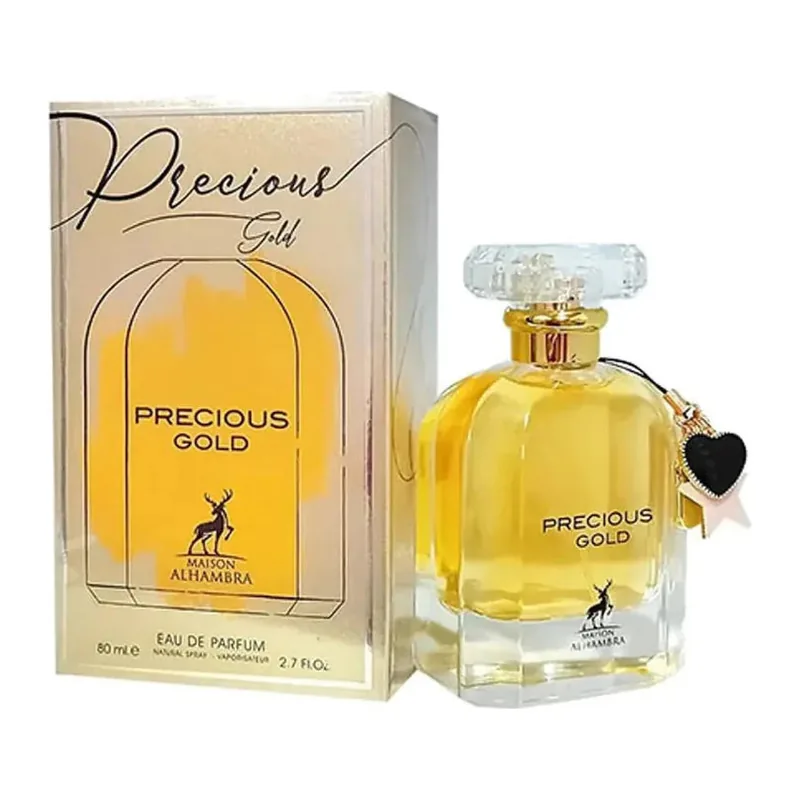 Precious
Gold
PRECIOUS
GOLD
MAISON
ALHAMBRA
EAU DE PARFUM
NATURAL SPRAY - VAPORISATEUR
80 ml.e 2.7 FL.Oz.
PRECIOUS
GOLD
MAISON
ALHAMBRA